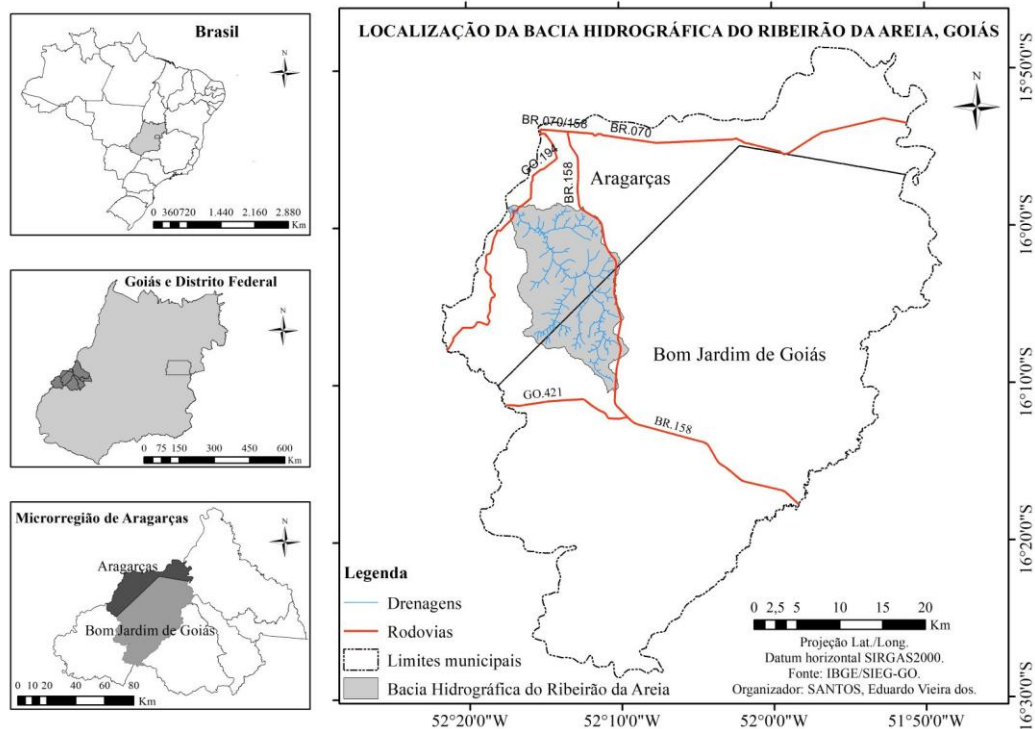 Brasil
N
0 360720 1.440 2.160 2.880
Km
Goiás e Distrito Federal
N
0 75 150 300 450 600
Km
Microrregião de Aragarças
N
Aragarças
Bom Jardim de Goiás
0 10 20 40 60 80
Km
LOCALIZAÇÃO DA BACIA HIDROGRÁFICA DO RIBEIRÃO DA AREIA, GOIÁS
N
BR.070/158
BR.070
GO.194
BR.158
Aragarças
Bom Jardim de Goiás
GO.421
BR.158
Legenda
Drenagens
Rodovias
Limites municipais
Bacia Hidrográfica do Ribeirão da Areia
0 2,5 5 10 15 20
Km
Projeção Lat./Long.
Datum horizontal SIRGAS2000.
Fonte: IBGE/SIEG-GO.
Organizador: SANTOS, Eduardo Vieira dos.
15°50'0"S
16°0'0"S
16°10'0"S
16°20'0"S
16°30'0"S
52°20'0"W
52°10'0"W
52°0'0"W
51°50'0"W